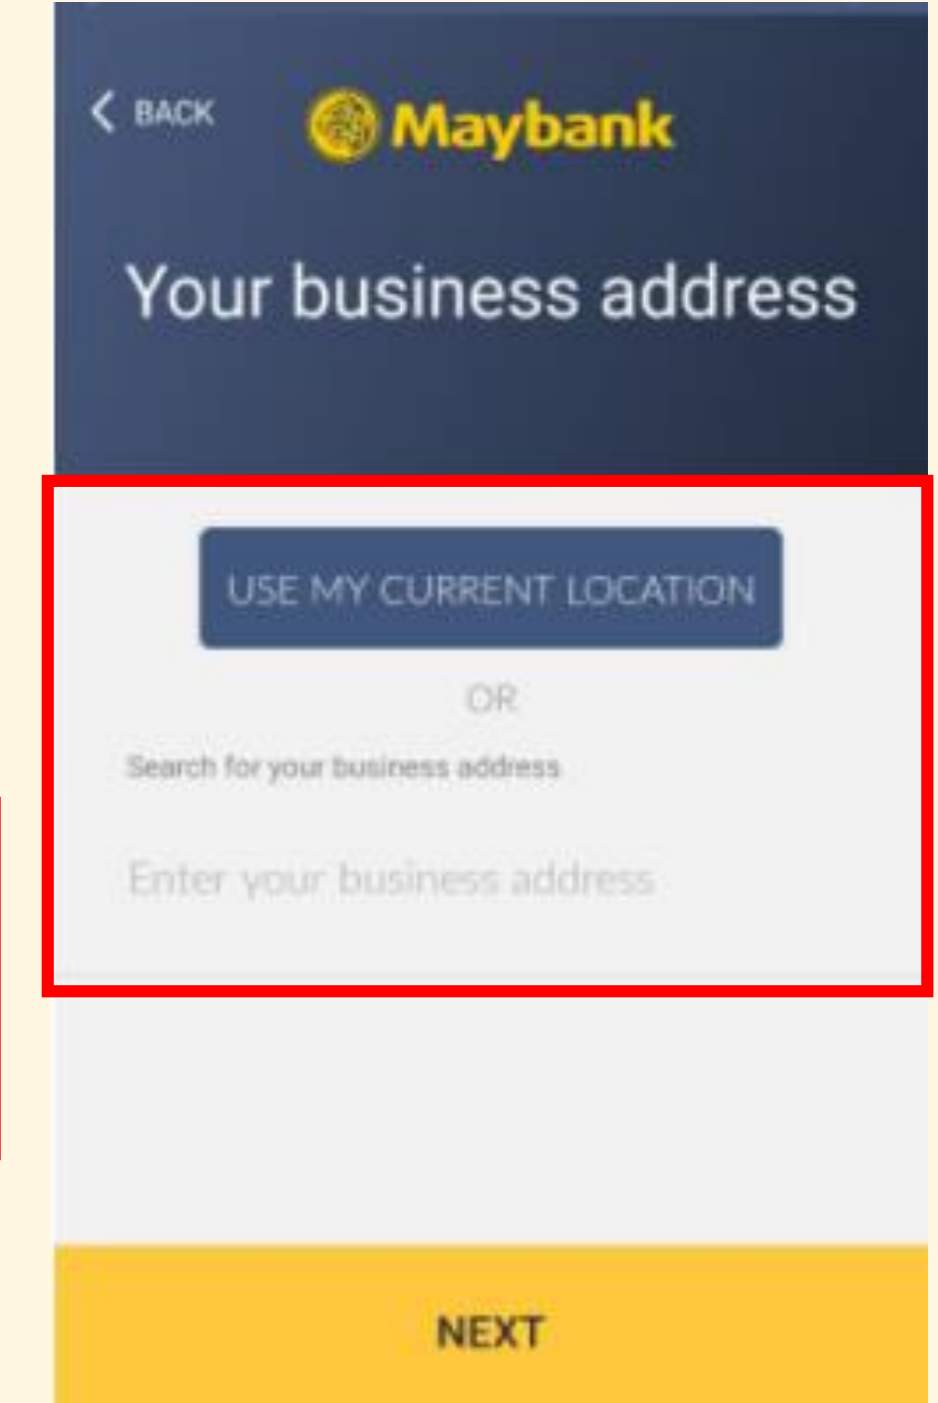 BACK
Maybank
Your business address
USE MY CURRENT LOCATION
OR
Search for your business address
Enter your business address
NEXT